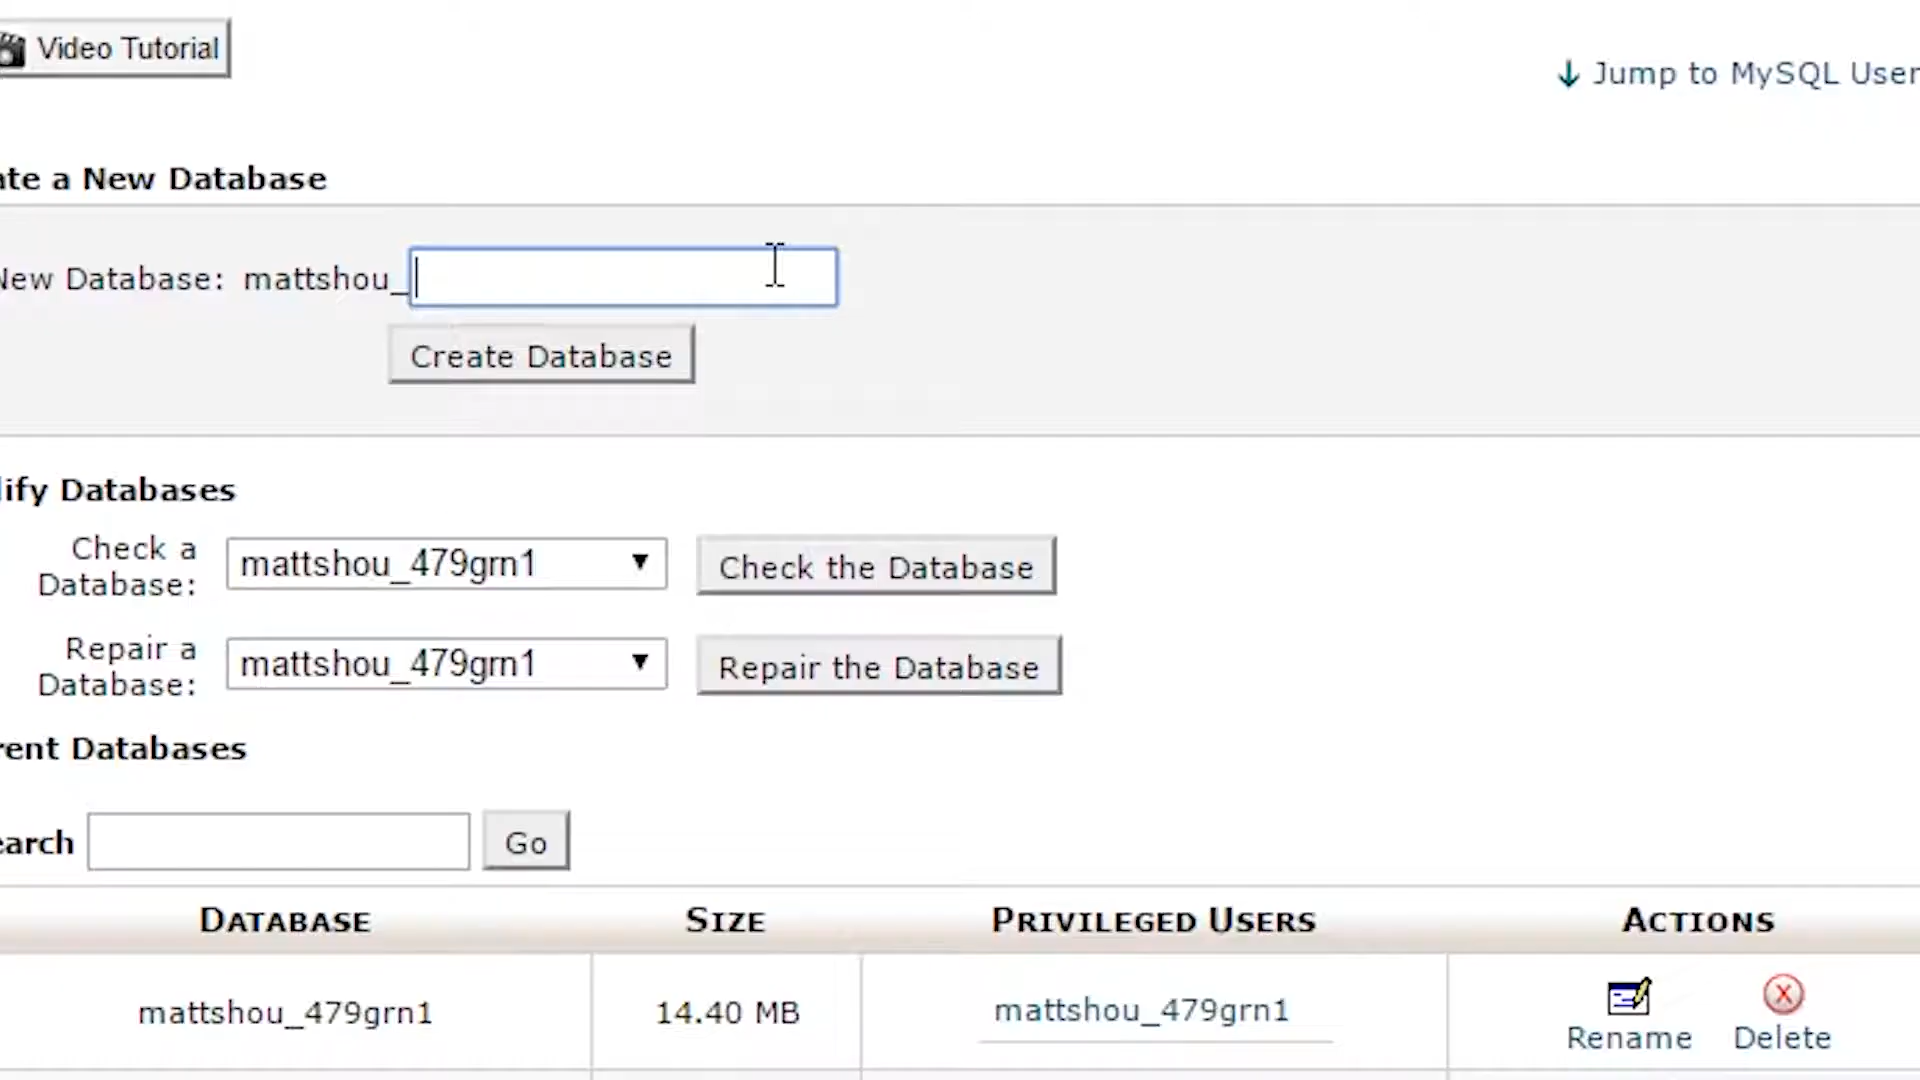 Video Tutorial
↓ Jump to MySQL User
ate a New Database
New Database: mattshou_
Create Database
ify Databases
Check a Database: mattshou_479grn1 ▼ Check the Database
Repair a Database: mattshou_479grn1 ▼ Repair the Database
rent Databases
earch Go
DATABASE SIZE PRIVILEGED USERS ACTIONS
mattshou_479grn1 14.40 MB mattshou_479grn1 Rename Delete